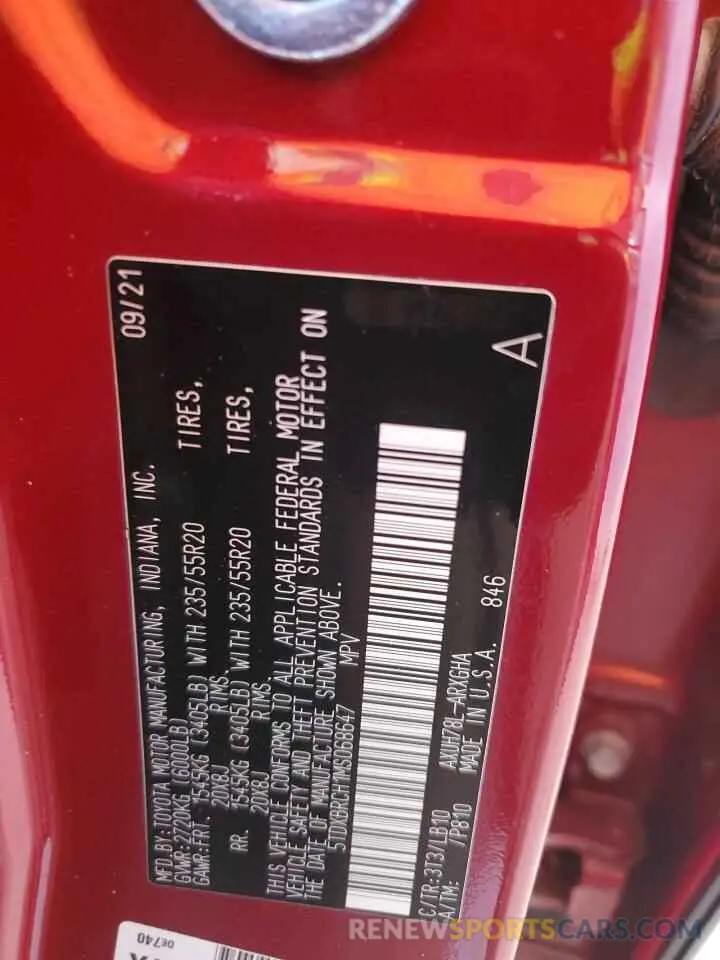 MFD.BY:TOYOTA MOTOR MANUFACTURING, INDIANA, INC. 09/21
GVWR:2720KG (6000LB)
GAWR:FRT. 1545KG (3405LB) WITH 235/55R20 TIRES,
20X8J RIMS.
RR. 1545KG (3405LB) WITH 235/55R20 TIRES,
20X8J RIMS.
THIS VEHICLE CONFORMS TO ALL APPLICABLE FEDERAL MOTOR
VEHICLE SAFETY AND THEFT PREVENTION STANDARDS IN EFFECT ON
THE DATE OF MANUFACTURE SHOWN ABOVE.
5TDXGRCH1MS068647 MPV
C/TR:3T3/LB10 AXUH78L-ARXGHA
A/TM: /P810 MADE IN U.S.A. 846
A
DE740
RENEWSPORTSCARS.COM